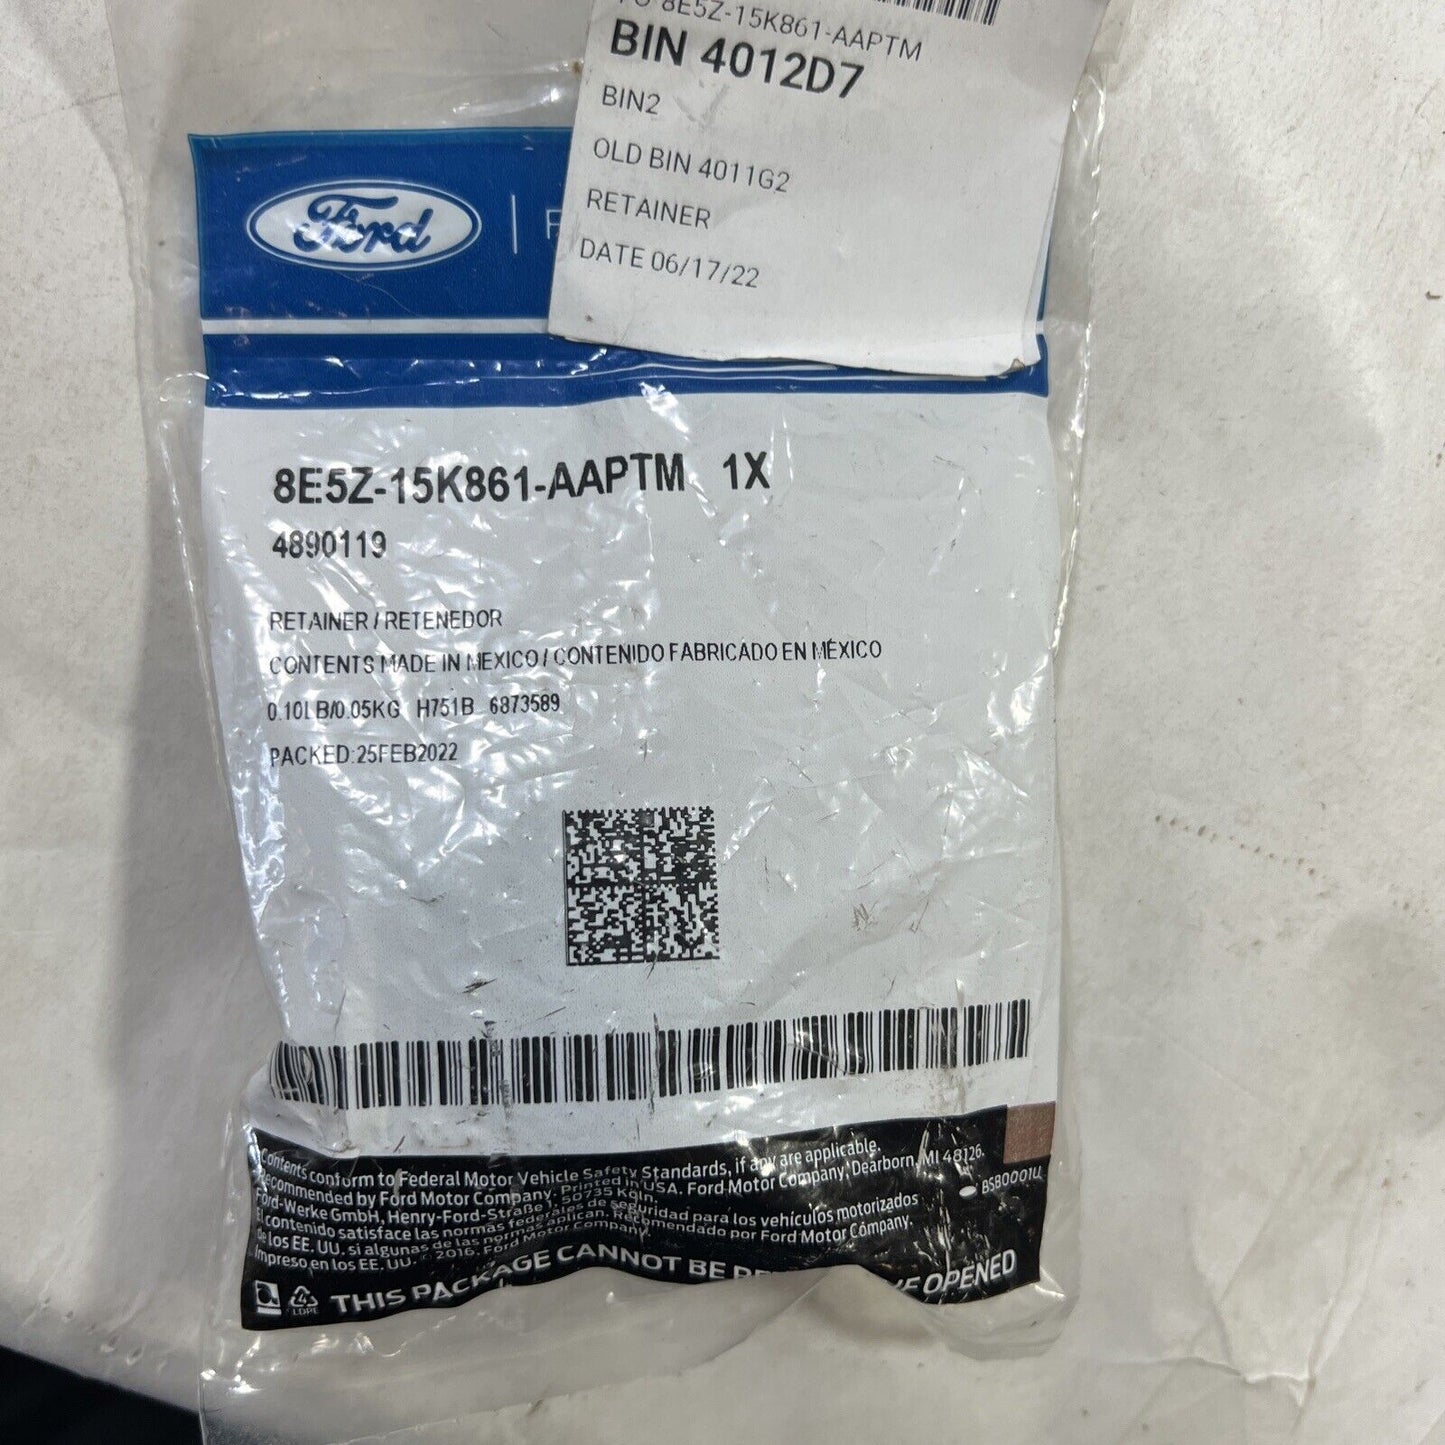 8E5Z-15K861-AAPTM
BIN 4012D7
BIN2
OLD BIN 4011G2
RETAINER
DATE 06/17/22
Ford
8E5Z-15K861-AAPTM 1X
4890119
RETAINER / RETENEDOR
CONTENTS MADE IN MEXICO / CONTENIDO FABRICADO EN MÉXICO
0.10LB/0.05KG H751B 6873589
PACKED:25FEB2022
Contents conform to Federal Motor Vehicle Safety Standards, if any are applicable.
Recommended by Ford Motor Company. Printed in USA. Ford Motor Company, Dearborn, MI 48126.
Ford-Werke GmbH, Henry-Ford-Straße 1, 50735 Köln.
El contenido satisface las normas federales de seguridad para los vehículos motorizados
de los EE. UU. si algunas de las normas aplican. Recomendado por Ford Motor Company.
Impreso en los EE. UU. © 2016, Ford Motor Company.
BSB0001U
LDPE
THIS PACKAGE CANNOT BE OPENED